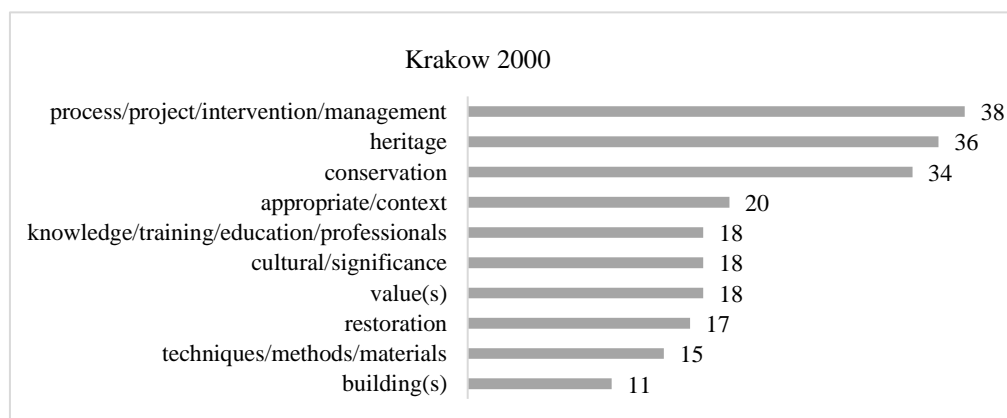 Krakow 2000
process/project/intervention/management 38
heritage 36
conservation 34
appropriate/context 20
knowledge/training/education/professionals 18
cultural/significance 18
value(s) 18
restoration 17
techniques/methods/materials 15
building(s) 11